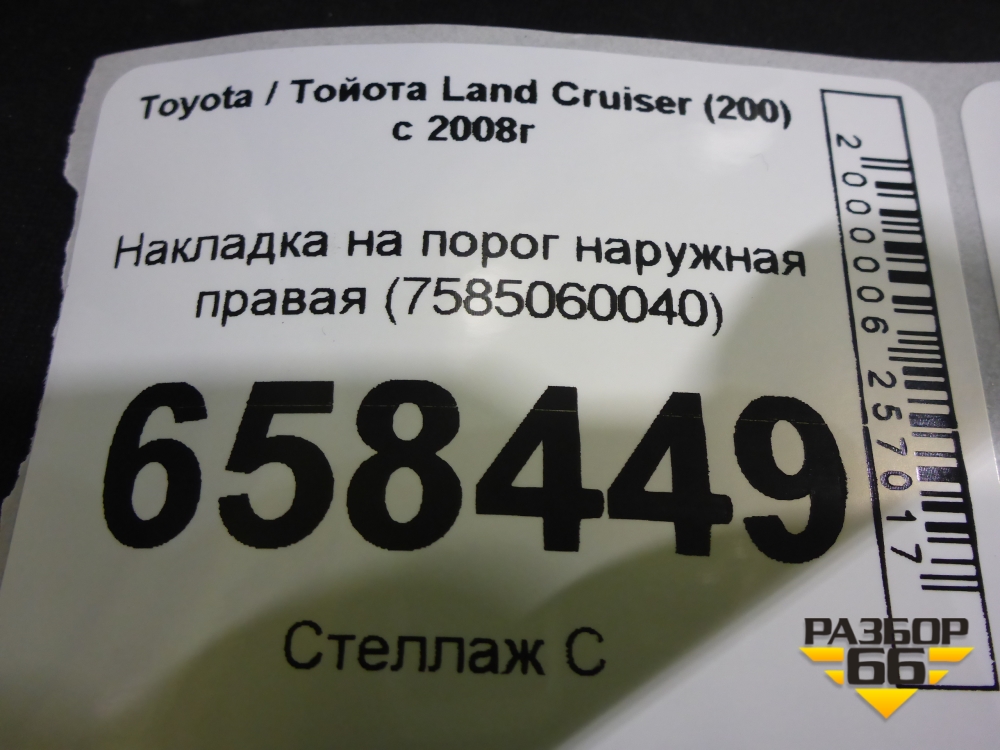 Toyota / Тойота Land Cruiser (200)
с 2008г
Накладка на порог наружная
правая (7585060040)
658449
Стеллаж С
2000006257017
РАЗБОР
66